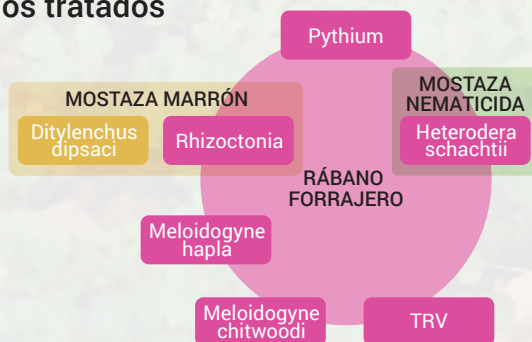 os tratados
Pythium
MOSTAZA MARRÓN
Ditylenchus
dipsaci
Rhizoctonia
MOSTAZA
NEMATICIDA
Heterodera
schachtii
RÁBANO
FORRAJERO
Meloidogyne
hapla
Meloidogyne
chitwoodi
TRV